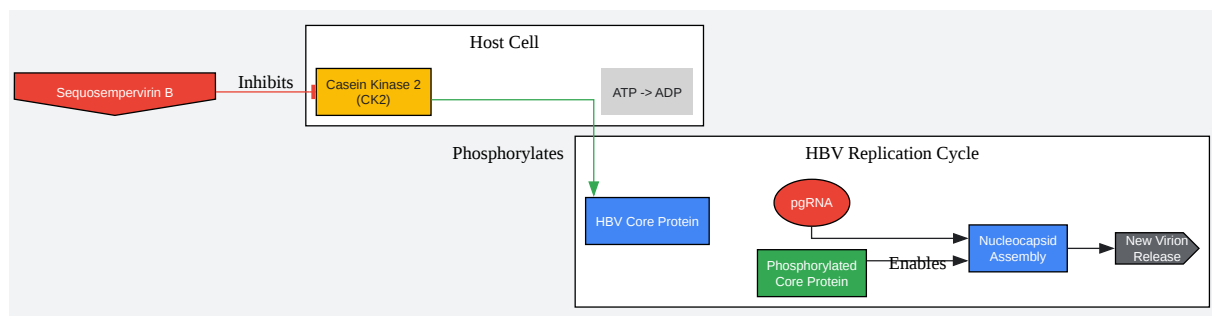 Host Cell
Sequosempervirin B
Inhibits
Casein Kinase 2
(CK2)
ATP -> ADP
Phosphorylates
HBV Replication Cycle
HBV Core Protein
pgRNA
Phosphorylated
Core Protein
Enables
Nucleocapsid
Assembly
New Virion
Release